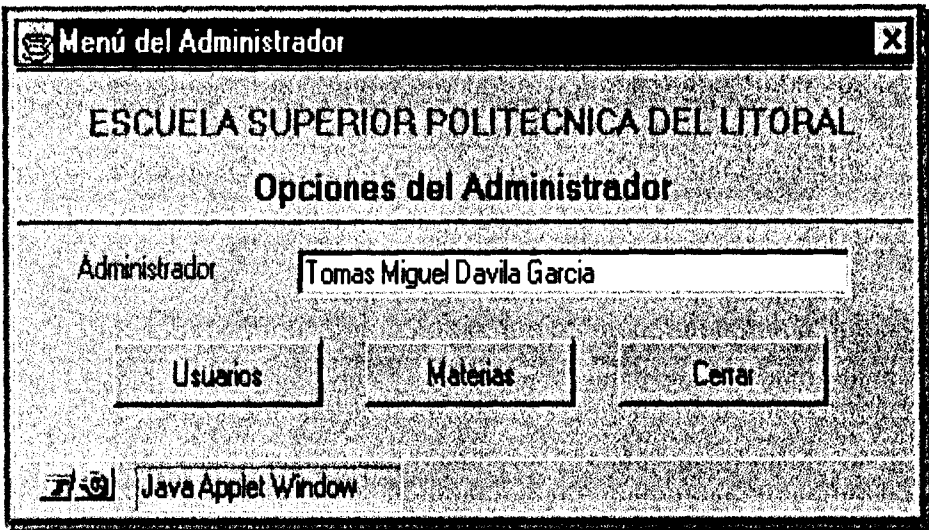 Menú del Administrador
ESCUELA SUPERIOR POLITECNICA DEL LITORAL
Opciones del Administrador
Administrador Tomas Miguel Davila Garcia
Usuarios Materias Cerrar
Java Applet Window